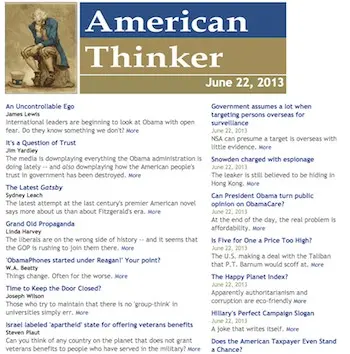 American
Thinker
June 22, 2013
An Uncontrollable Ego
James Lewis
International leaders are beginning to look at Obama with open
fear. Do they know something we don't? More
It's a Question of Trust
Jim Yardley
The media is downplaying everything the Obama administration is
doing lately -- and also downplaying how the American people's
trust in government has been destroyed. More
The Latest Gatsby
Sydney Leach
The latest attempt at the last century's premier American novel
says more about us than about Fitzgerald's era. More
Grand Old Propaganda
Linda Harvey
The liberals are on the wrong side of history -- and it seems that
the GOP is rushing to join them there. More
'ObamaPhones started under Reagan!' Your point?
W.A. Beatty
Things change. Often for the worse. More
Time to Keep the Door Closed?
Joseph Wilson
Those who try to maintain that there is no 'group-think' in
universities simply err. More
Israel labeled 'apartheid' state for offering veterans benefits
Steven Plaut
Can you think of any country on the planet that does not grant
veterans benefits to people who have served in the military? More
Government assumes a lot when
targeting persons overseas for
surveillance
June 22, 2013
NSA can presume a target is overseas with
little evidence. More
Snowden charged with espionage
June 22, 2013
The leaker is still believed to be hiding in
Hong Kong. More
Can President Obama turn public
opinion on ObamaCare?
June 22, 2013
At the end of the day, the real problem is
affordability. More
Is Five for One a Price Too High?
June 22, 2013
The U.S. making a deal with the Taliban
that P.T. Barnum would scoff at. More
The Happy Planet Index?
June 22, 2013
Apparently authoritarianism and
corruption are eco-friendly More
Hillary's Perfect Campaign Slogan
June 22, 2013
A joke that writes itself. More
Does the American Taxpayer Even Stand
a Chance?